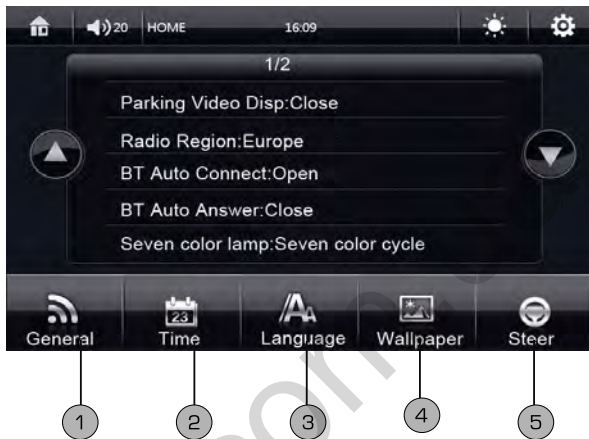 20 HOME 16:09
1/2
Parking Video Disp:Close
Radio Region:Europe
BT Auto Connect:Open
BT Auto Answer:Close
Seven color lamp:Seven color cycle
23
General Time Language Wallpaper Steer
1 2 3 4 5